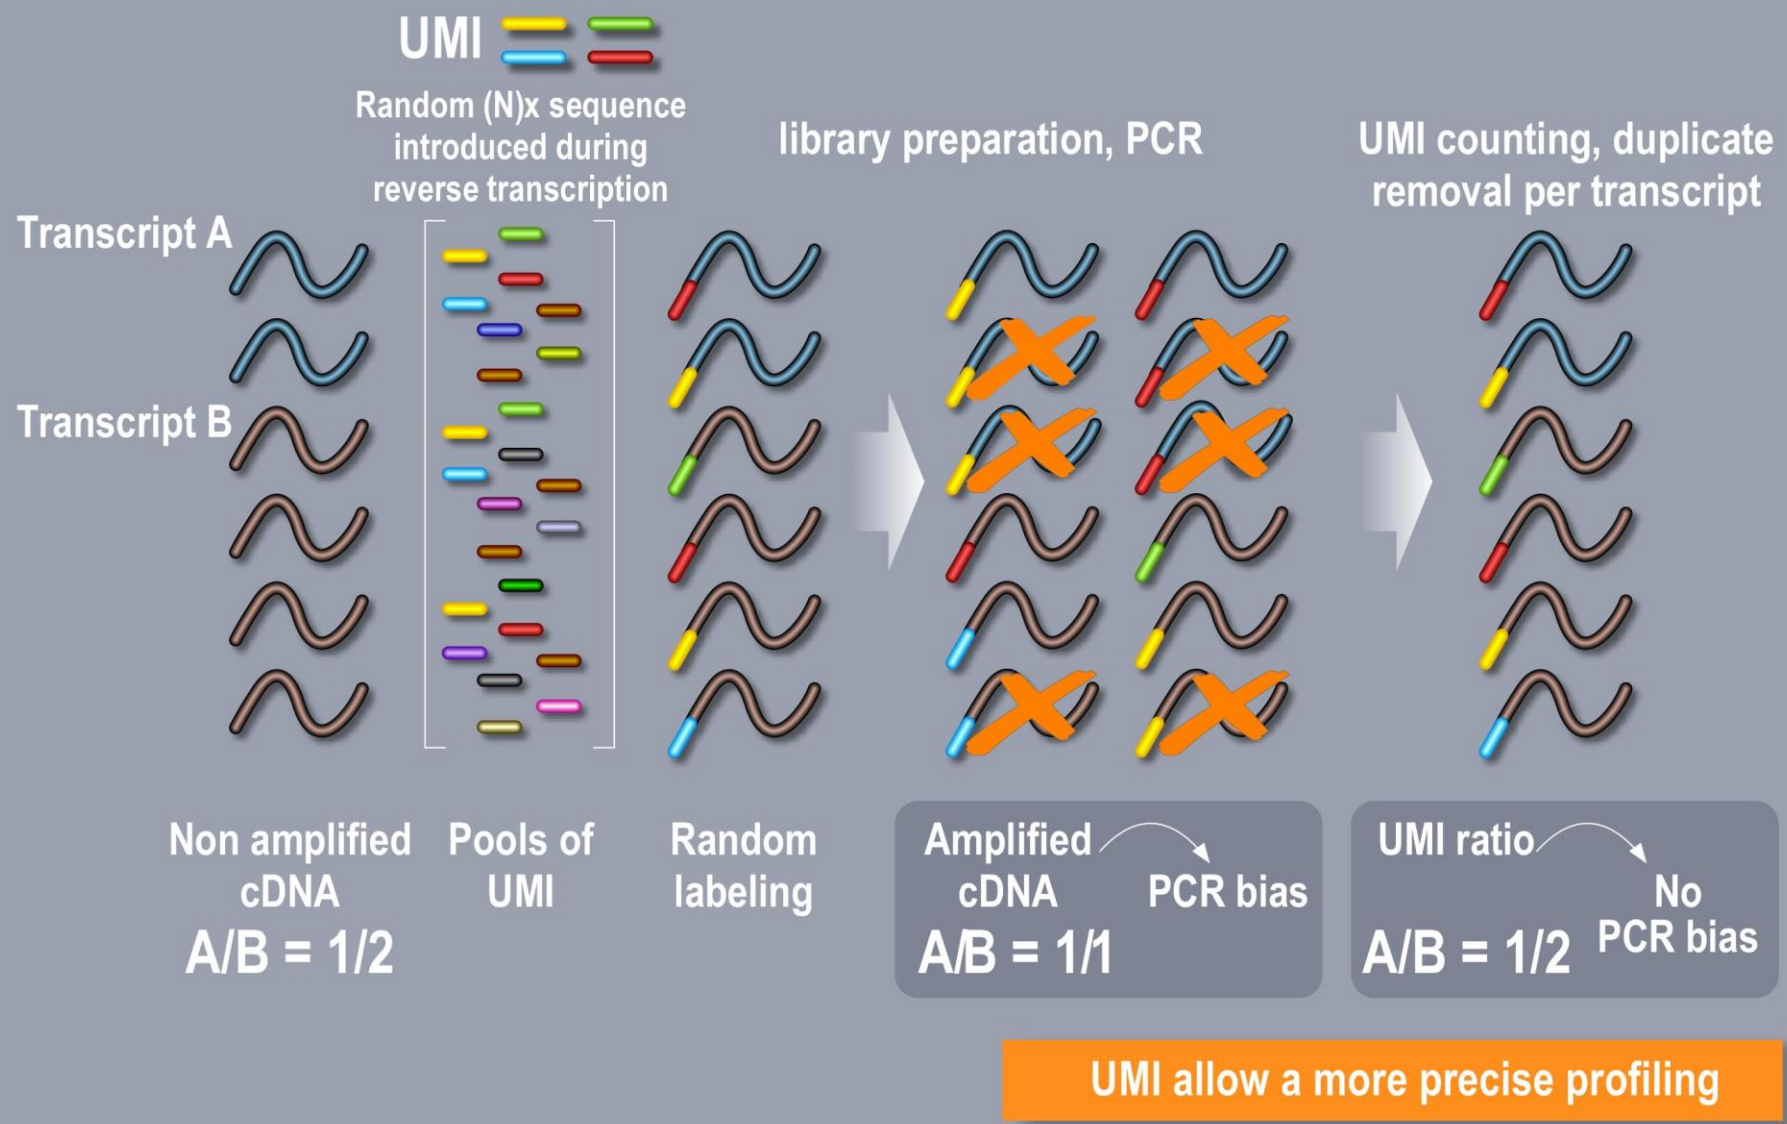 UMI
Random (N)x sequence
introduced during
reverse transcription
library preparation, PCR
UMI counting, duplicate
removal per transcript
Transcript A
Transcript B
Non amplified
cDNA
A/B = 1/2
Pools of
UMI
Random
labeling
Amplified
cDNA
PCR bias
A/B = 1/1
UMI ratio
No
PCR bias
A/B = 1/2
UMI allow a more precise profiling